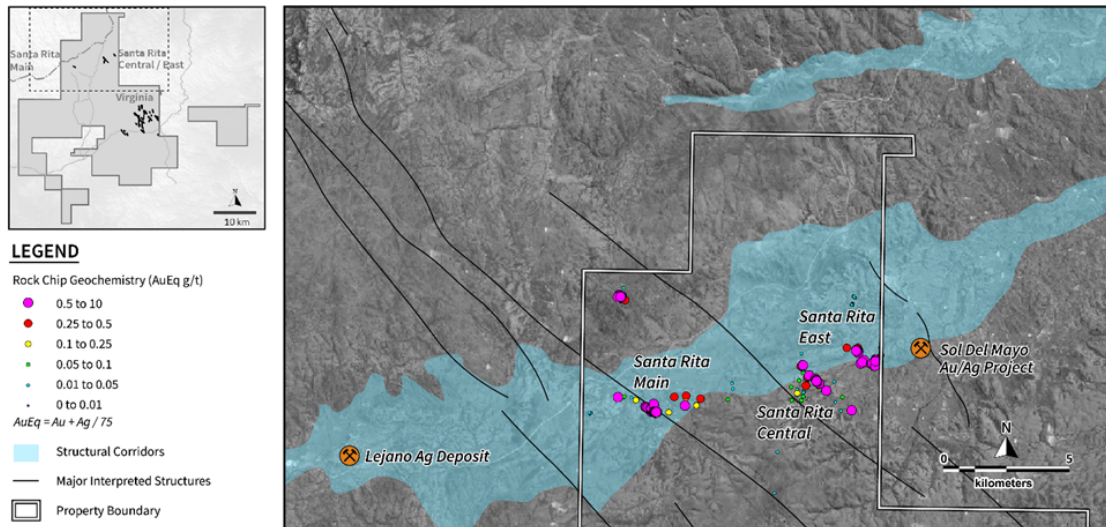 Santa Rita
Main
Santa Rita
Central / East
Virginia
N
10 km
LEGEND
Rock Chip Geochemistry (AuEq g/t)
0.5 to 10
0.25 to 0.5
0.1 to 0.25
0.05 to 0.1
0.01 to 0.05
0 to 0.01
AuEq = Au + Ag / 75
Structural Corridors
Major Interpreted Structures
Property Boundary
Santa Rita
East
Santa Rita
Main
Sol Del Mayo
Au/Ag Project
Santa Rita
Central
Lejano Ag Deposit
N
0 5
kilometers